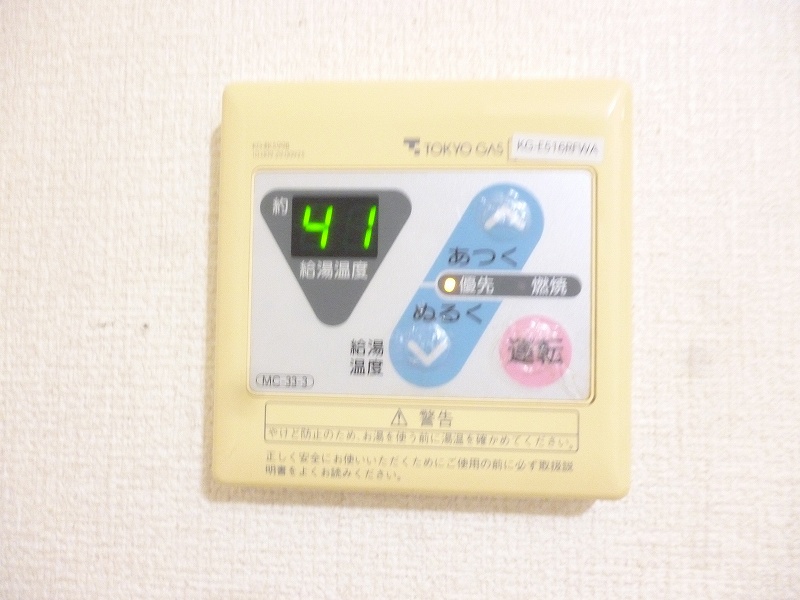 TOKYO GAS
KG-E516RFWA
約
41
給湯温度
あつく
優先 燃焼
ぬるく
給湯
温度
運転
MC-33-3
警告
やけど防止のため、お湯を使う前に湯温を確かめてください。
正しく安全にお使いいただくためにご使用の前に必ず取扱説
明書をよくお読みください。